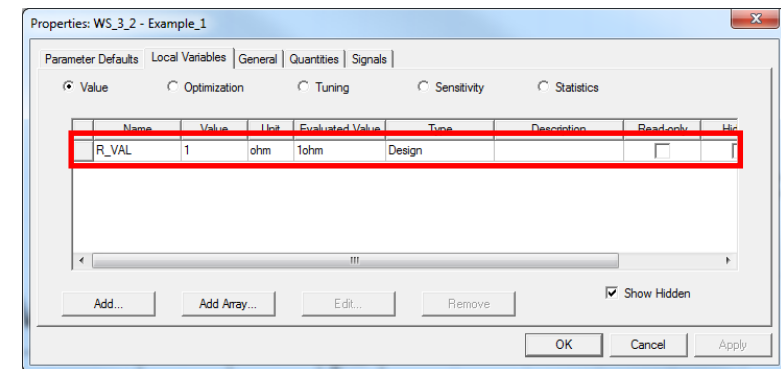 Properties: WS_3_2 - Example_1
Parameter Defaults Local Variables General Quantities Signals
Value Optimization Tuning Sensitivity Statistics
Name Value Unit Evaluated Value Type Description Read-only Hid
R_VAL 1 ohm 1ohm Design
Add... Add Array... Edit... Remove Show Hidden
OK Cancel Apply